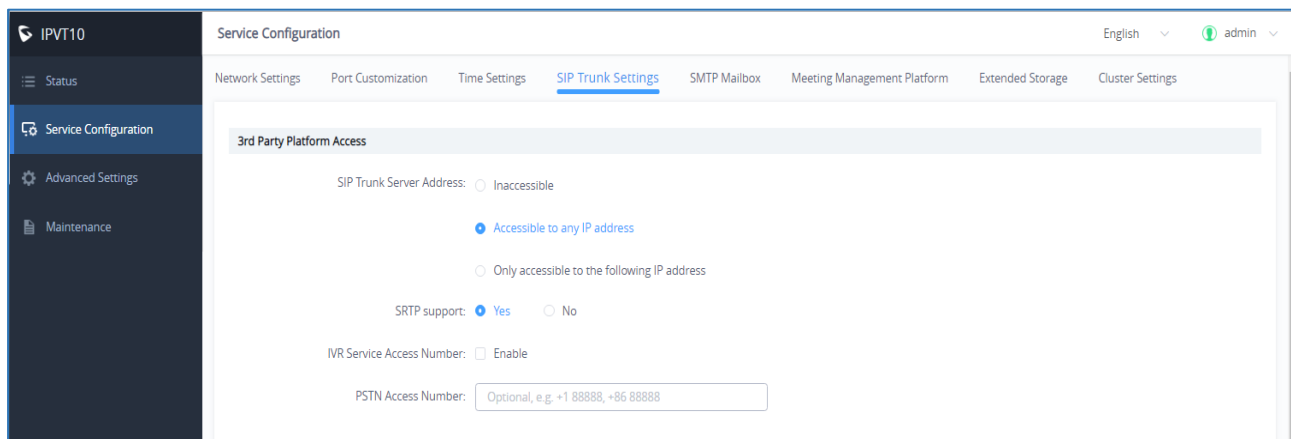 IPVT10
Service Configuration
English
admin
Status
Service Configuration
Advanced Settings
Maintenance
Network Settings Port Customization Time Settings SIP Trunk Settings SMTP Mailbox Meeting Management Platform Extended Storage Cluster Settings
3rd Party Platform Access
SIP Trunk Server Address: Inaccessible
Accessible to any IP address
Only accessible to the following IP address
SRTP support: Yes No
IVR Service Access Number: Enable
PSTN Access Number: Optional, e.g. +1 88888, +86 88888